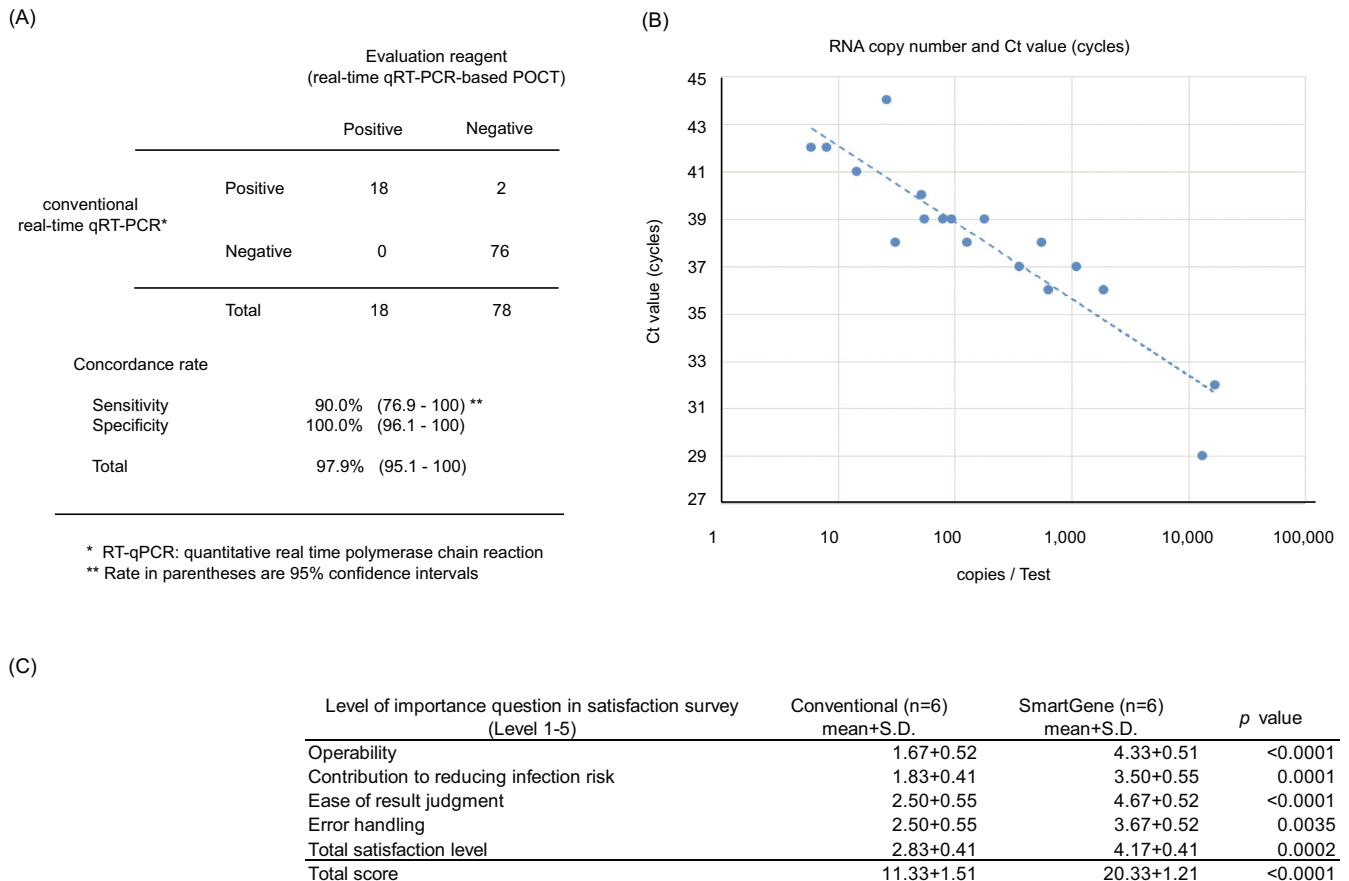 (A)
Evaluation reagent
(real-time qRT-PCR-based POCT)
Positive Negative
conventional
real-time qRT-PCR*
Positive 18 2
Negative 0 76
Total 18 78
Concordance rate
Sensitivity 90.0% (76.9 - 100) **
Specificity 100.0% (96.1 - 100)
Total 97.9% (95.1 - 100)
* RT-qPCR: quantitative real time polymerase chain reaction
** Rate in parentheses are 95% confidence intervals
(B)
RNA copy number and Ct value (cycles)
Ct value (cycles)
45
43
41
39
37
35
33
31
29
27
1 10 100 1,000 10,000 100,000
copies / Test
(C)
Level of importance question in satisfaction survey
(Level 1-5)
Conventional (n=6)
mean+S.D.
SmartGene (n=6)
mean+S.D.
p value
Operability 1.67+0.52 4.33+0.51 <0.0001
Contribution to reducing infection risk 1.83+0.41 3.50+0.55 0.0001
Ease of result judgment 2.50+0.55 4.67+0.52 <0.0001
Error handling 2.50+0.55 3.67+0.52 0.0035
Total satisfaction level 2.83+0.41 4.17+0.41 0.0002
Total score 11.33+1.51 20.33+1.21 <0.0001